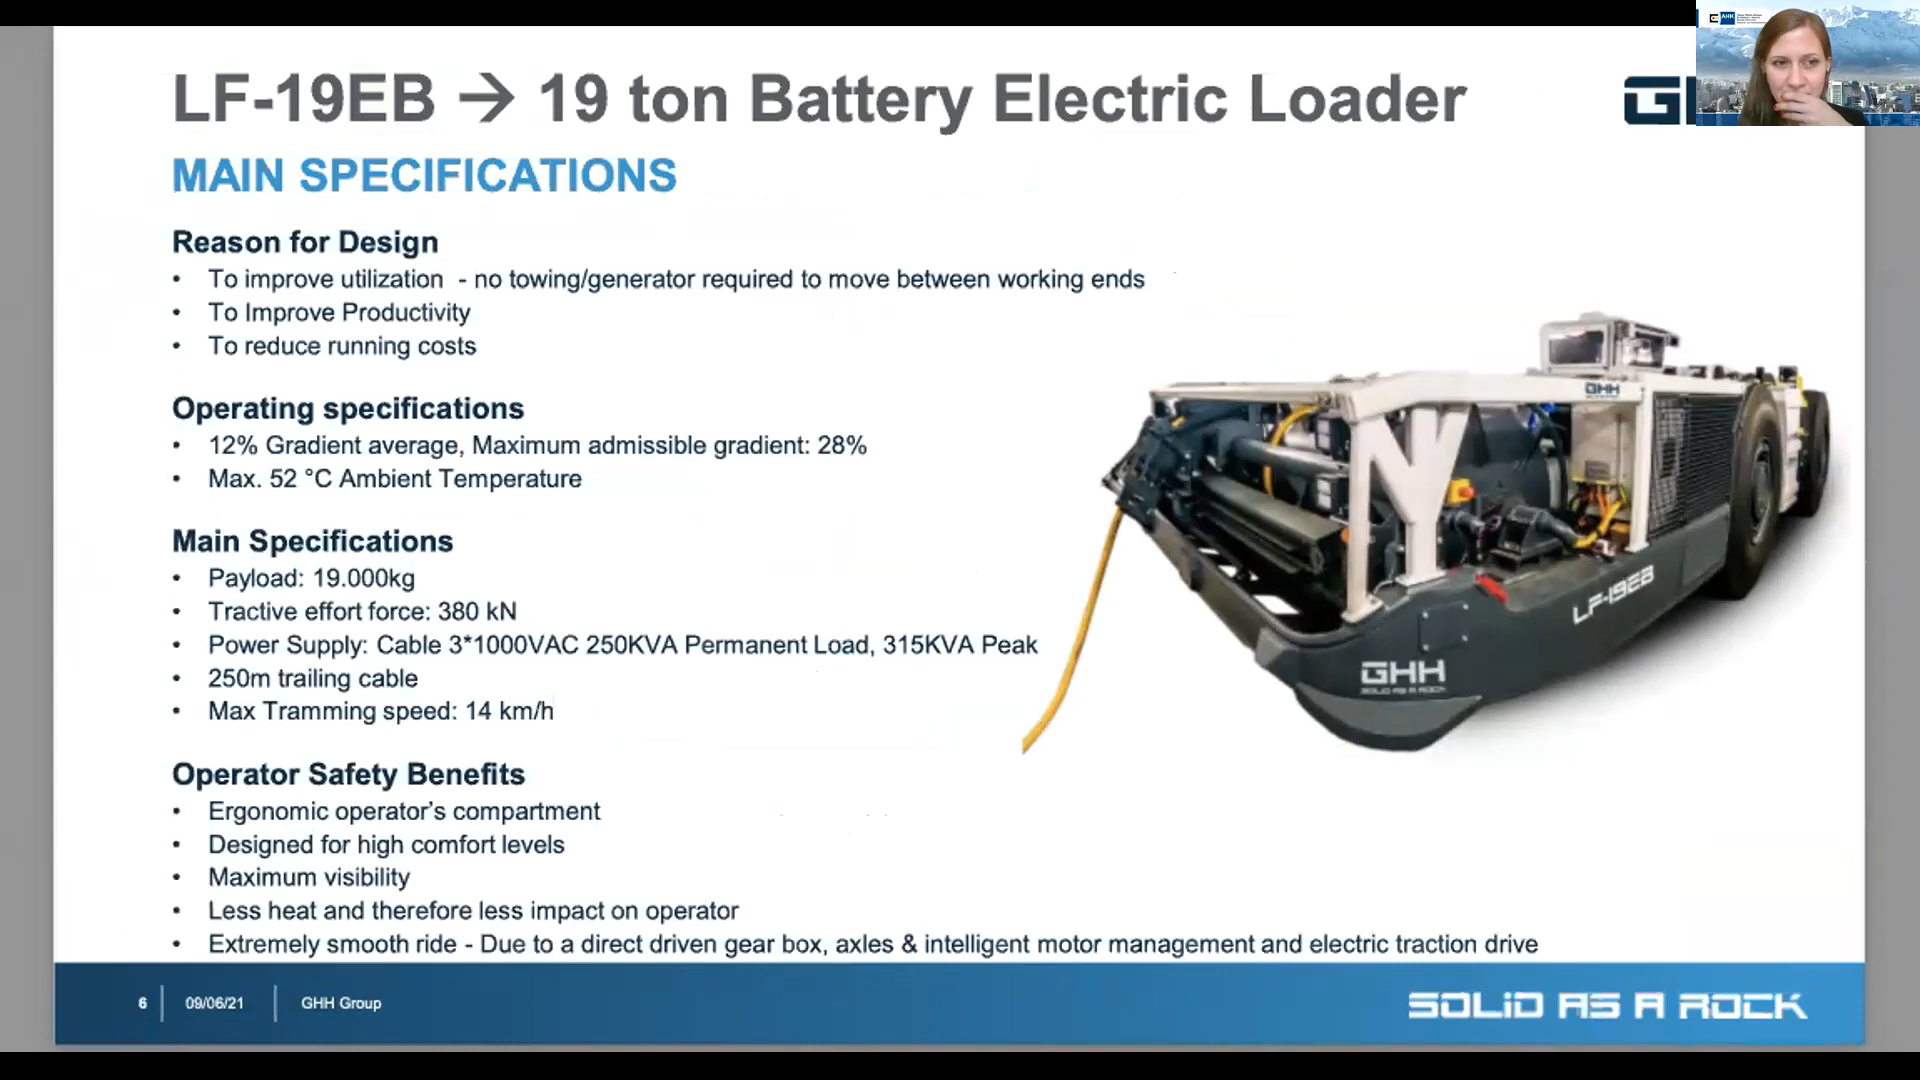 LF-19EB → 19 ton Battery Electric Loader
AHK
MAIN SPECIFICATIONS
Reason for Design
• To improve utilization - no towing/generator required to move between working ends
• To Improve Productivity
• To reduce running costs
Operating specifications
• 12% Gradient average, Maximum admissible gradient: 28%
• Max. 52 °C Ambient Temperature
Main Specifications
• Payload: 19.000kg
• Tractive effort force: 380 kN
• Power Supply: Cable 3*1000VAC 250KVA Permanent Load, 315KVA Peak
• 250m trailing cable
• Max Tramming speed: 14 km/h
GHH
LF-19EB
GHH
SOLID AS A ROCK
Operator Safety Benefits
• Ergonomic operator's compartment
• Designed for high comfort levels
• Maximum visibility
• Less heat and therefore less impact on operator
• Extremely smooth ride - Due to a direct driven gear box, axles & intelligent motor management and electric traction drive
6 09/06/21 GHH Group
SOLID AS A ROCK